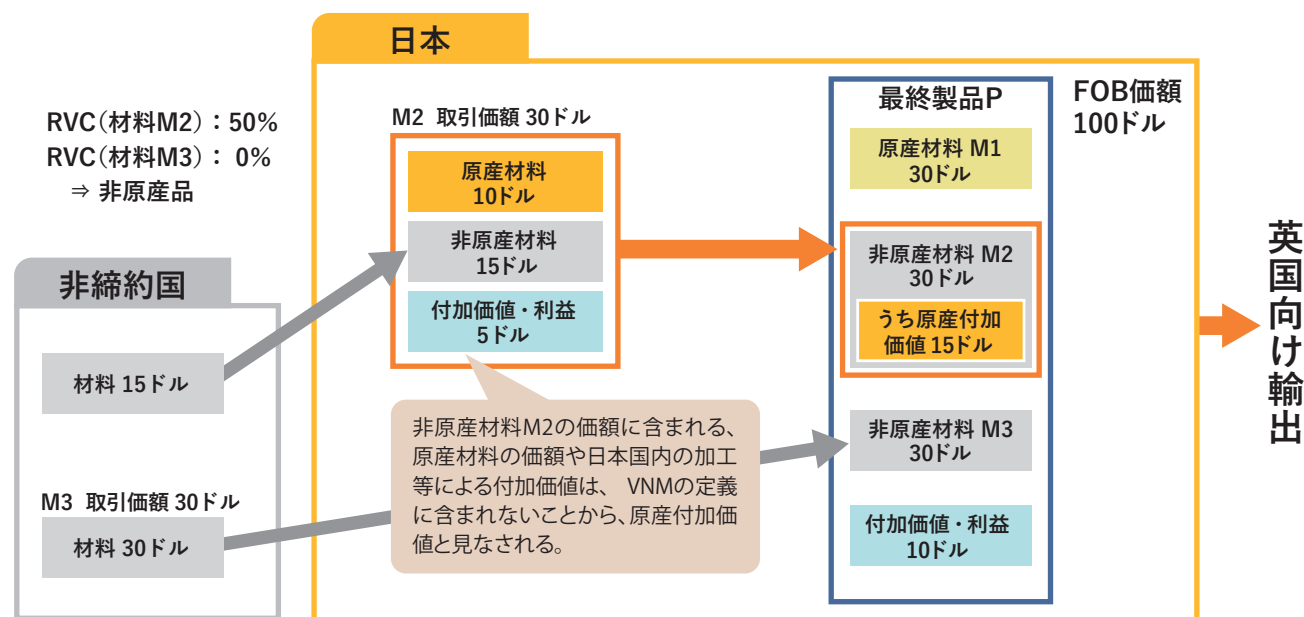 日本
RVC（材料M2）：50%
RVC（材料M3）： 0%
⇒ 非原産品
非締約国
材料 15ドル
M3 取引価額 30ドル
材料 30ドル
M2 取引価額 30ドル
原産材料
10ドル
非原産材料
15ドル
付加価値・利益
5ドル
非原産材料M2の価額に含まれる、
原産材料の価額や日本国内の加工
等による付加価値は、 VNMの定義
に含まれないことから、原産付加価
値と見なされる。
最終製品P
原産材料 M1
30ドル
非原産材料 M2
30ドル
うち原産付加
価値 15ドル
非原産材料 M3
30ドル
付加価値・利益
10ドル
FOB価額
100ドル
英国向け輸出